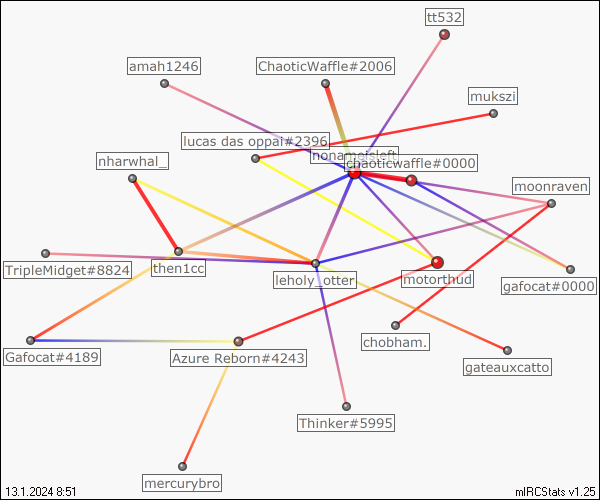 tt532
amah1246
ChaoticWaffle#2006
mukszi
lucas das oppai#2396
nonameisleft
chaoticwaffle#0000
nharwhal_
moonraven
TripleMidget#8824
then1cc
leholy_otter
motorthud
gafocat#0000
chobham.
Gafocat#4189
Azure Reborn#4243
gateauxcatto
Thinker#5995
mercurybro
13.1.2024 8:51
mIRCStats v1.25